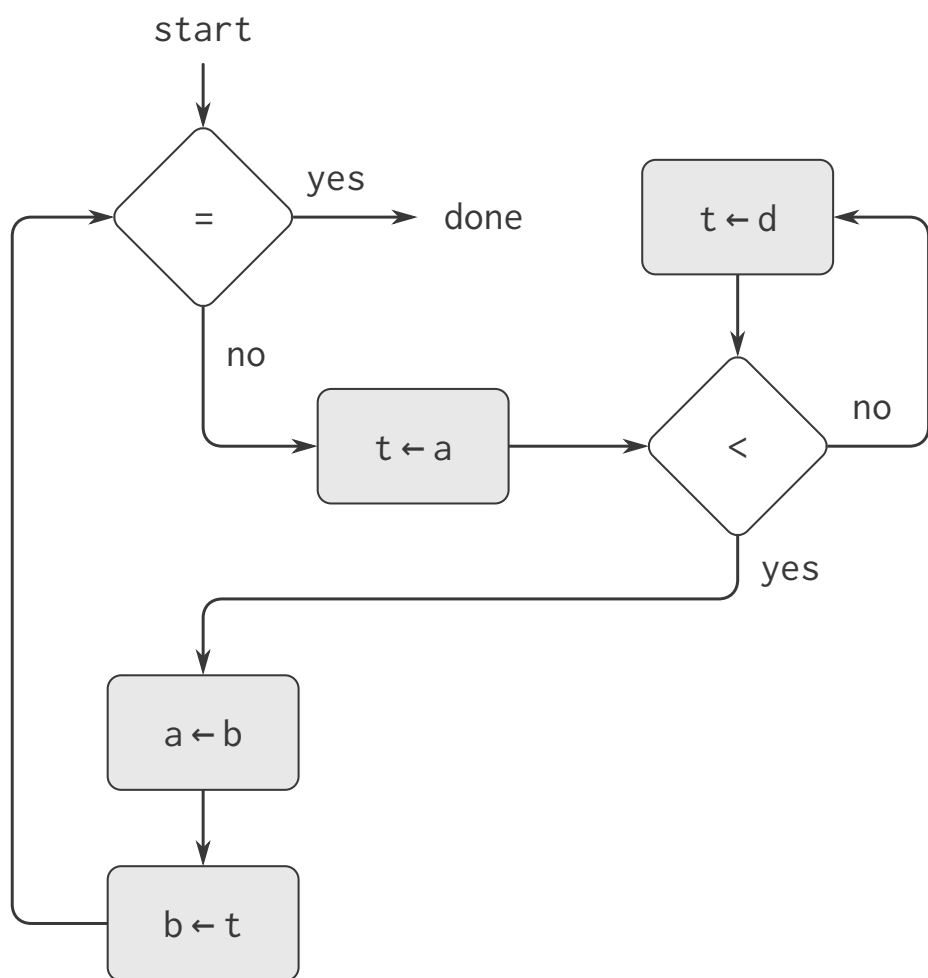 start
=
yes
done
t←d
no
t←a
<
no
yes
a←b
b←t